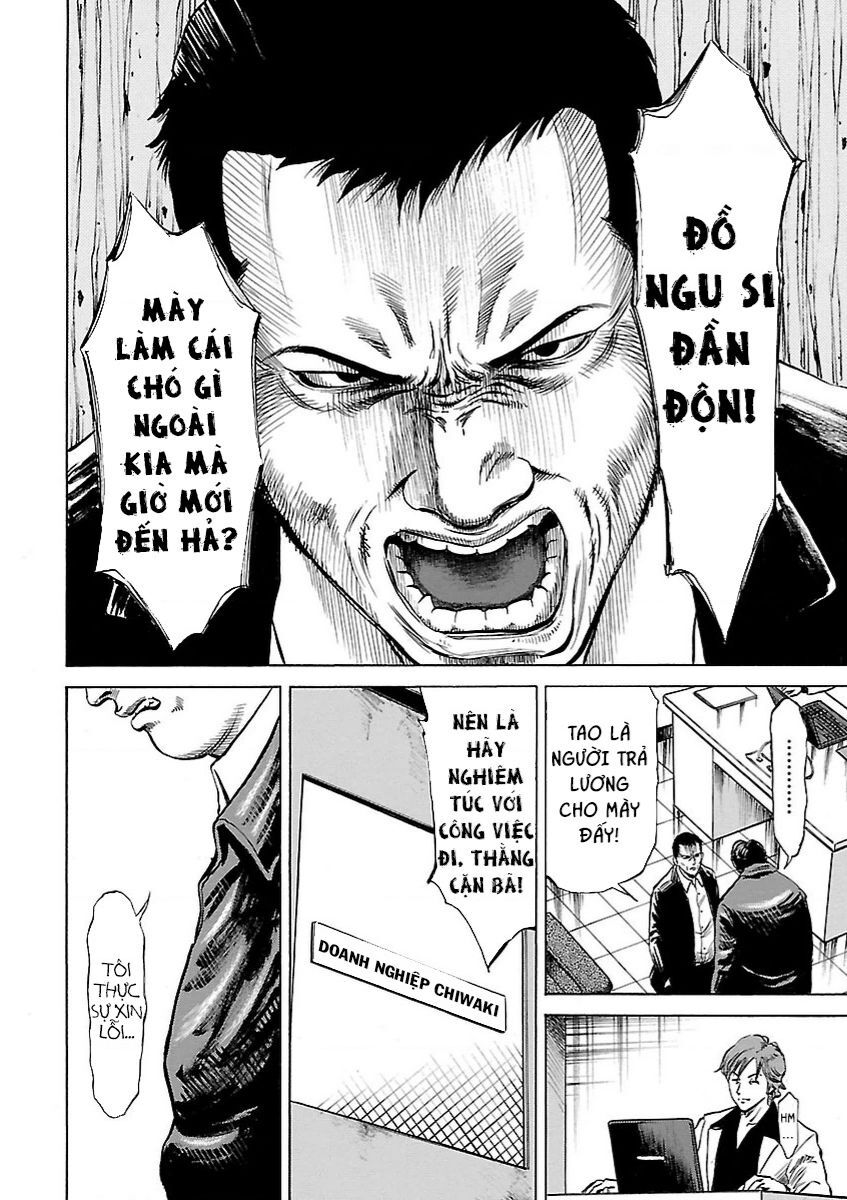 ĐỒ
NGU SI
ĐẦN
ĐỘN!
MÀY
LÀM CÁI
CHÓ GÌ
NGOÀI
KIA MÀ
GIỜ MỚI
ĐẾN HẢ?
.........
TAO LÀ
NGƯỜI TRẢ
LƯƠNG
CHO MÀY
ĐẤY!
HM
...
NÊN LÀ
HÃY
NGHIÊM
TÚC VỚI
CÔNG VIỆC
ĐI. THẰNG
CẶN BÃ!
DOANH NGHIỆP CHIWAKI
TÔI
THỰC
SỰ XIN
LỖI...